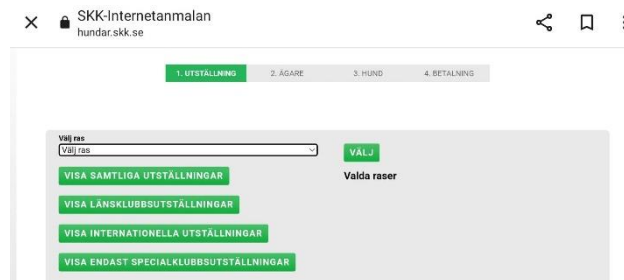 SKK-Internetanmalan
hundar.skk.se
1. UTSTÄLLNING 2. ÄGARE 3. HUND 4. BETALNING
Välj ras
Välj ras
VÄLJ
VISA SAMTLIGA UTSTÄLLNINGAR
Valda raser
VISA LÄNSKLUBBSUTSTÄLLNINGAR
VISA INTERNATIONELLA UTSTÄLLNINGAR
VISA ENDAST SPECIALKLUBBSUTSTÄLLNINGAR